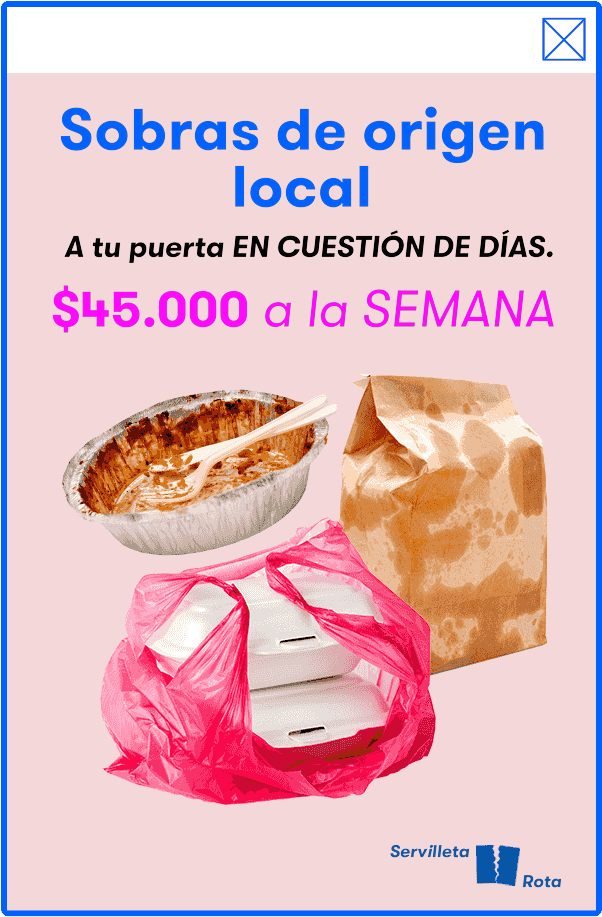 Sobras de origen
local
A tu puerta EN CUESTIÓN DE DÍAS.
$45.000 a la SEMANA
Servilleta
Rota